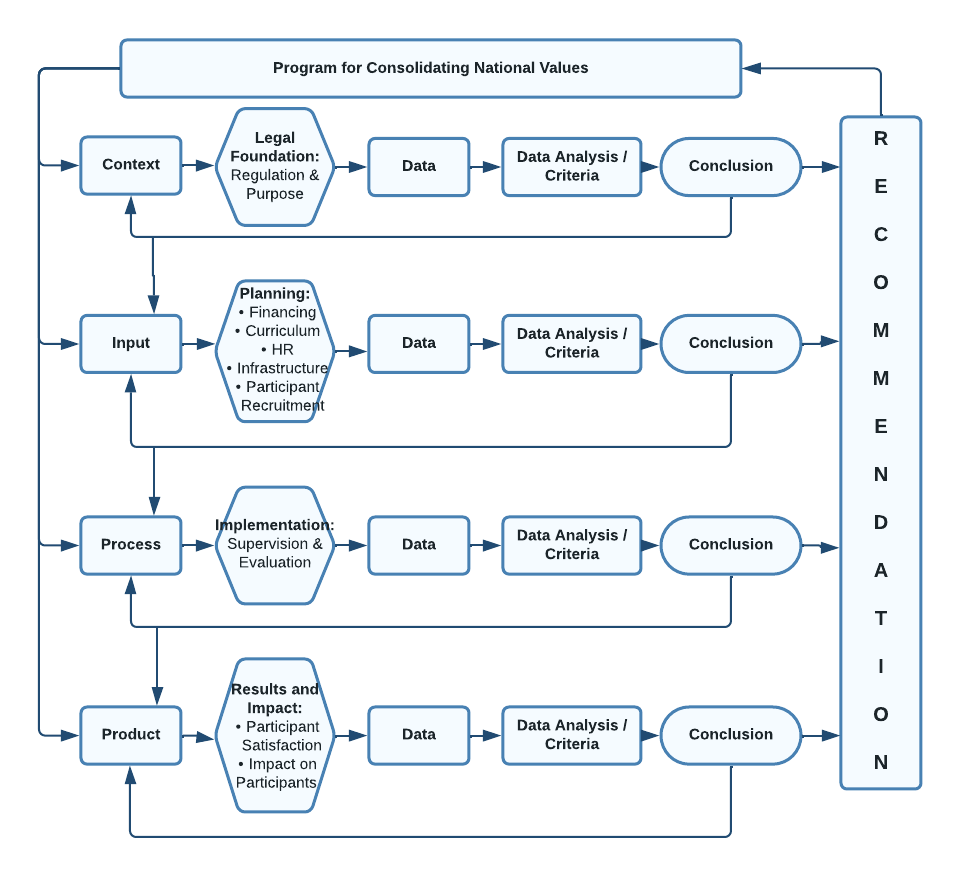 Program for Consolidating National Values
Context
Legal
Foundation:
Regulation &
Purpose
Data
Data Analysis /
Criteria
Conclusion
Input
Planning:
• Financing
• Curriculum
• HR
• Infrastructure
• Participant
Recruitment
Data
Data Analysis /
Criteria
Conclusion
Process
Implementation:
Supervision &
Evaluation
Data
Data Analysis /
Criteria
Conclusion
Product
Results and
Impact:
• Participant
Satisfaction
• Impact on
Participants
Data
Data Analysis /
Criteria
Conclusion
R
E
C
O
M
M
E
N
D
A
T
I
O
N